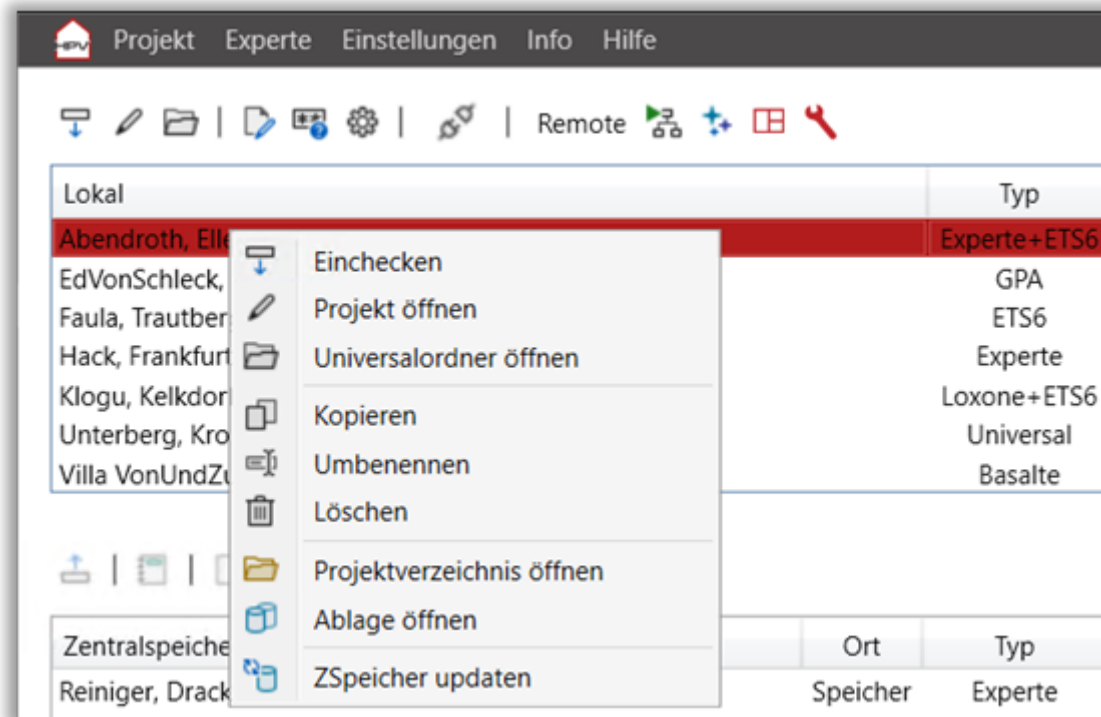 HPV Projekt Experte Einstellungen Info Hilfe
Remote
Lokal Typ
Abendroth, Elle Experte+ETS6
Einchecken
EdVonSchleck, GPA
Projekt öffnen
Faula, Trautber ETS6
Universalordner öffnen
Hack, Frankfurt Experte
Klogu, Kelkdor Loxone+ETS6
Kopieren
Unterberg, Kro Universal
Umbenennen
Villa VonUndZu Basalte
Löschen
Projektverzeichnis öffnen
Ablage öffnen
Zentralspeiche Ort Typ
ZSpeicher updaten
Reiniger, Drack Speicher Experte